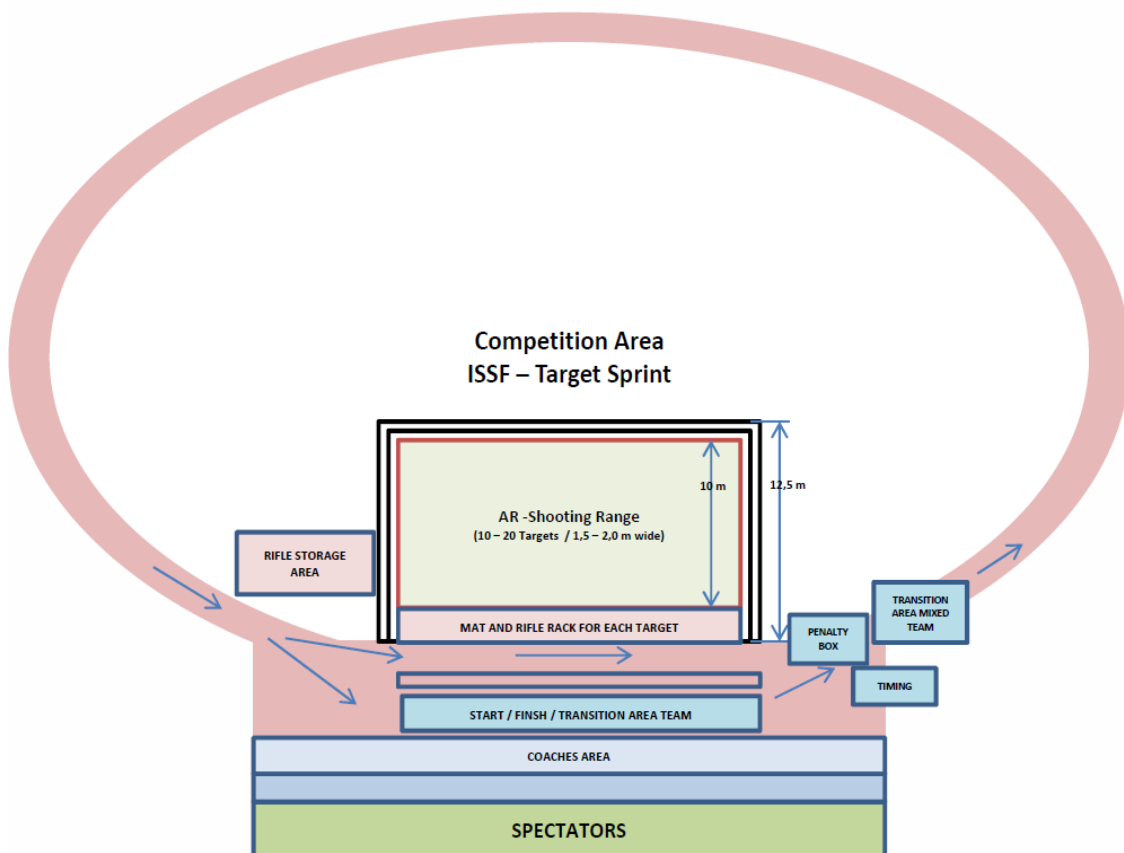 Competition Area
ISSF – Target Sprint
10 m
12,5 m
AR -Shooting Range
(10 – 20 Targets / 1,5 – 2,0 m wide)
RIFLE STORAGE
AREA
TRANSITION
AREA MIXED
TEAM
MAT AND RIFLE RACK FOR EACH TARGET
PENALTY
BOX
TIMING
START / FINSH / TRANSITION AREA TEAM
COACHES AREA
SPECTATORS